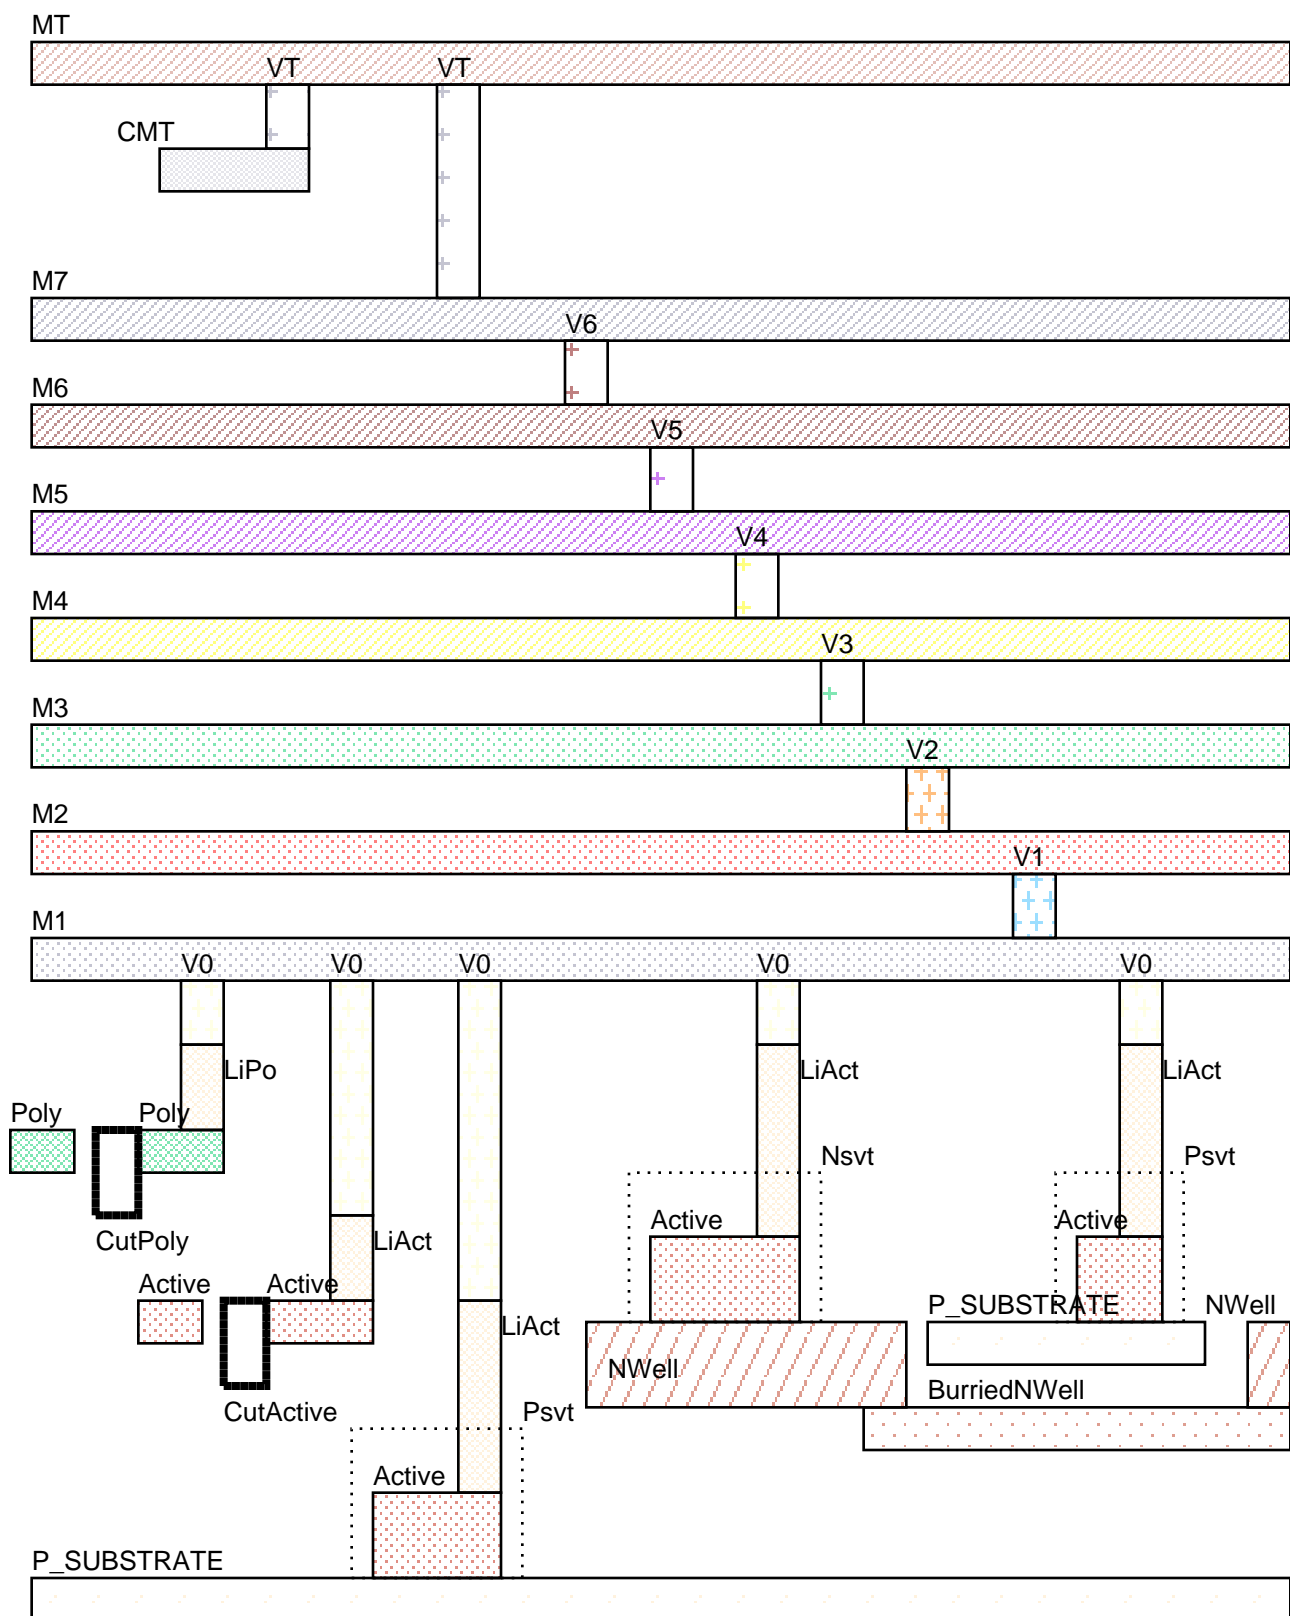 MT
VT VT
CMT
M7
V6
M6
V5
M5
V4
M4
V3
M3
V2
M2
V1
M1
V0 V0 V0 V0 V0
LiPo LiAct LiAct
Poly Poly
Nsvt Psvt
Active Active
CutPoly LiAct
Active Active
P_SUBSTRATE NWell
LiAct
NWell
BurriedNWell
CutActive Psvt
Active
P_SUBSTRATE